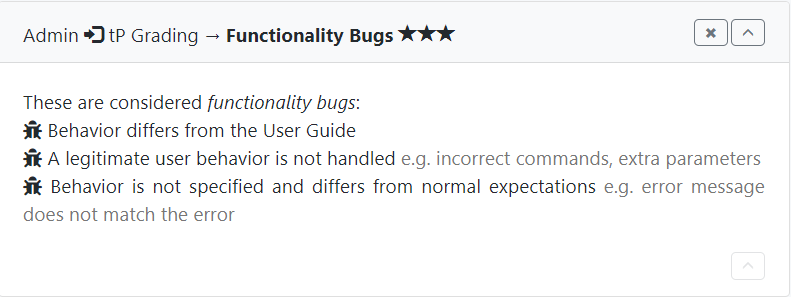 Admin tP Grading → Functionality Bugs ★★★
These are considered functionality bugs:
Behavior differs from the User Guide
A legitimate user behavior is not handled e.g. incorrect commands, extra parameters
Behavior is not specified and differs from normal expectations e.g. error message
does not match the error